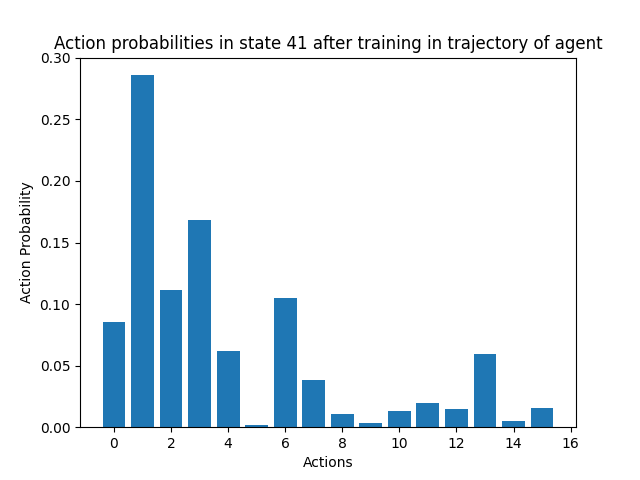 Action probabilities in state 41 after training in trajectory of agent
0.30
0.25
0.20
0.15
0.10
0.05
0.00
Action Probability
0 2 4 6 8 10 12 14 16
Actions